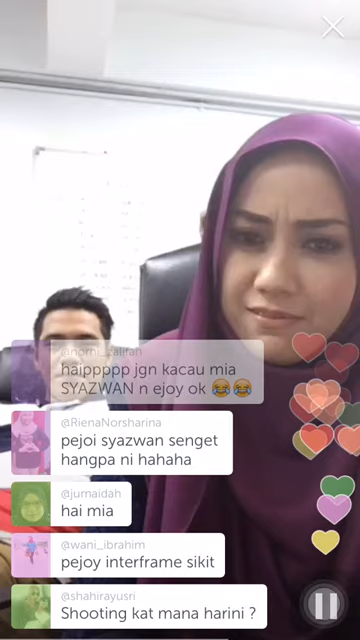 haippppp jgn kacau mia
SYAZWAN n ejoy ok 😂😂
@RienaNorsharina
pejoi syazwan senget
hangpa ni hahaha
@jumaidah
hai mia
@wani_ibrahim
pejoy interframe sikit
@shahirayusri
Shooting kat mana harini ?